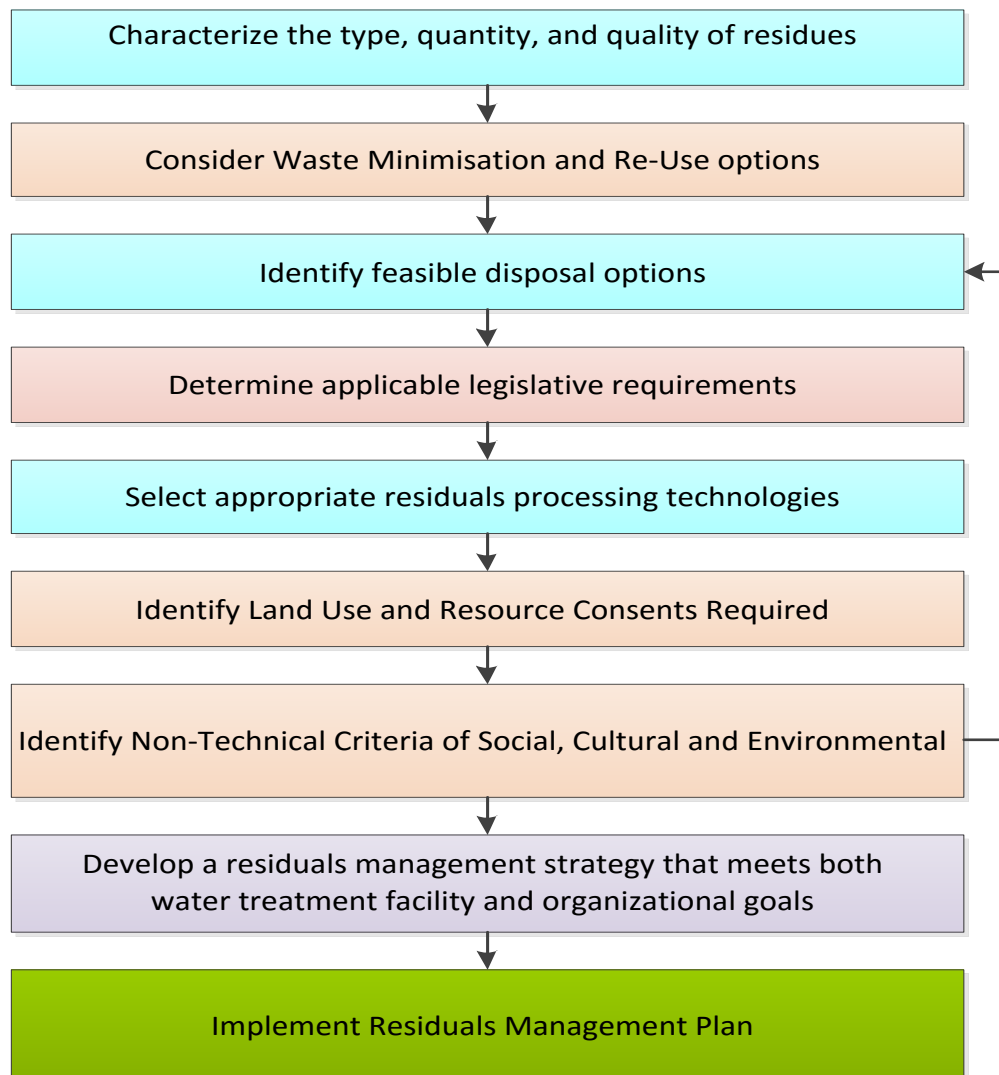 Characterize the type, quantity, and quality of residues
Consider Waste Minimisation and Re-Use options
Identify feasible disposal options
Determine applicable legislative requirements
Select appropriate residuals processing technologies
Identify Land Use and Resource Consents Required
Identify Non-Technical Criteria of Social, Cultural and Environmental
Develop a residuals management strategy that meets both
water treatment facility and organizational goals
Implement Residuals Management Plan